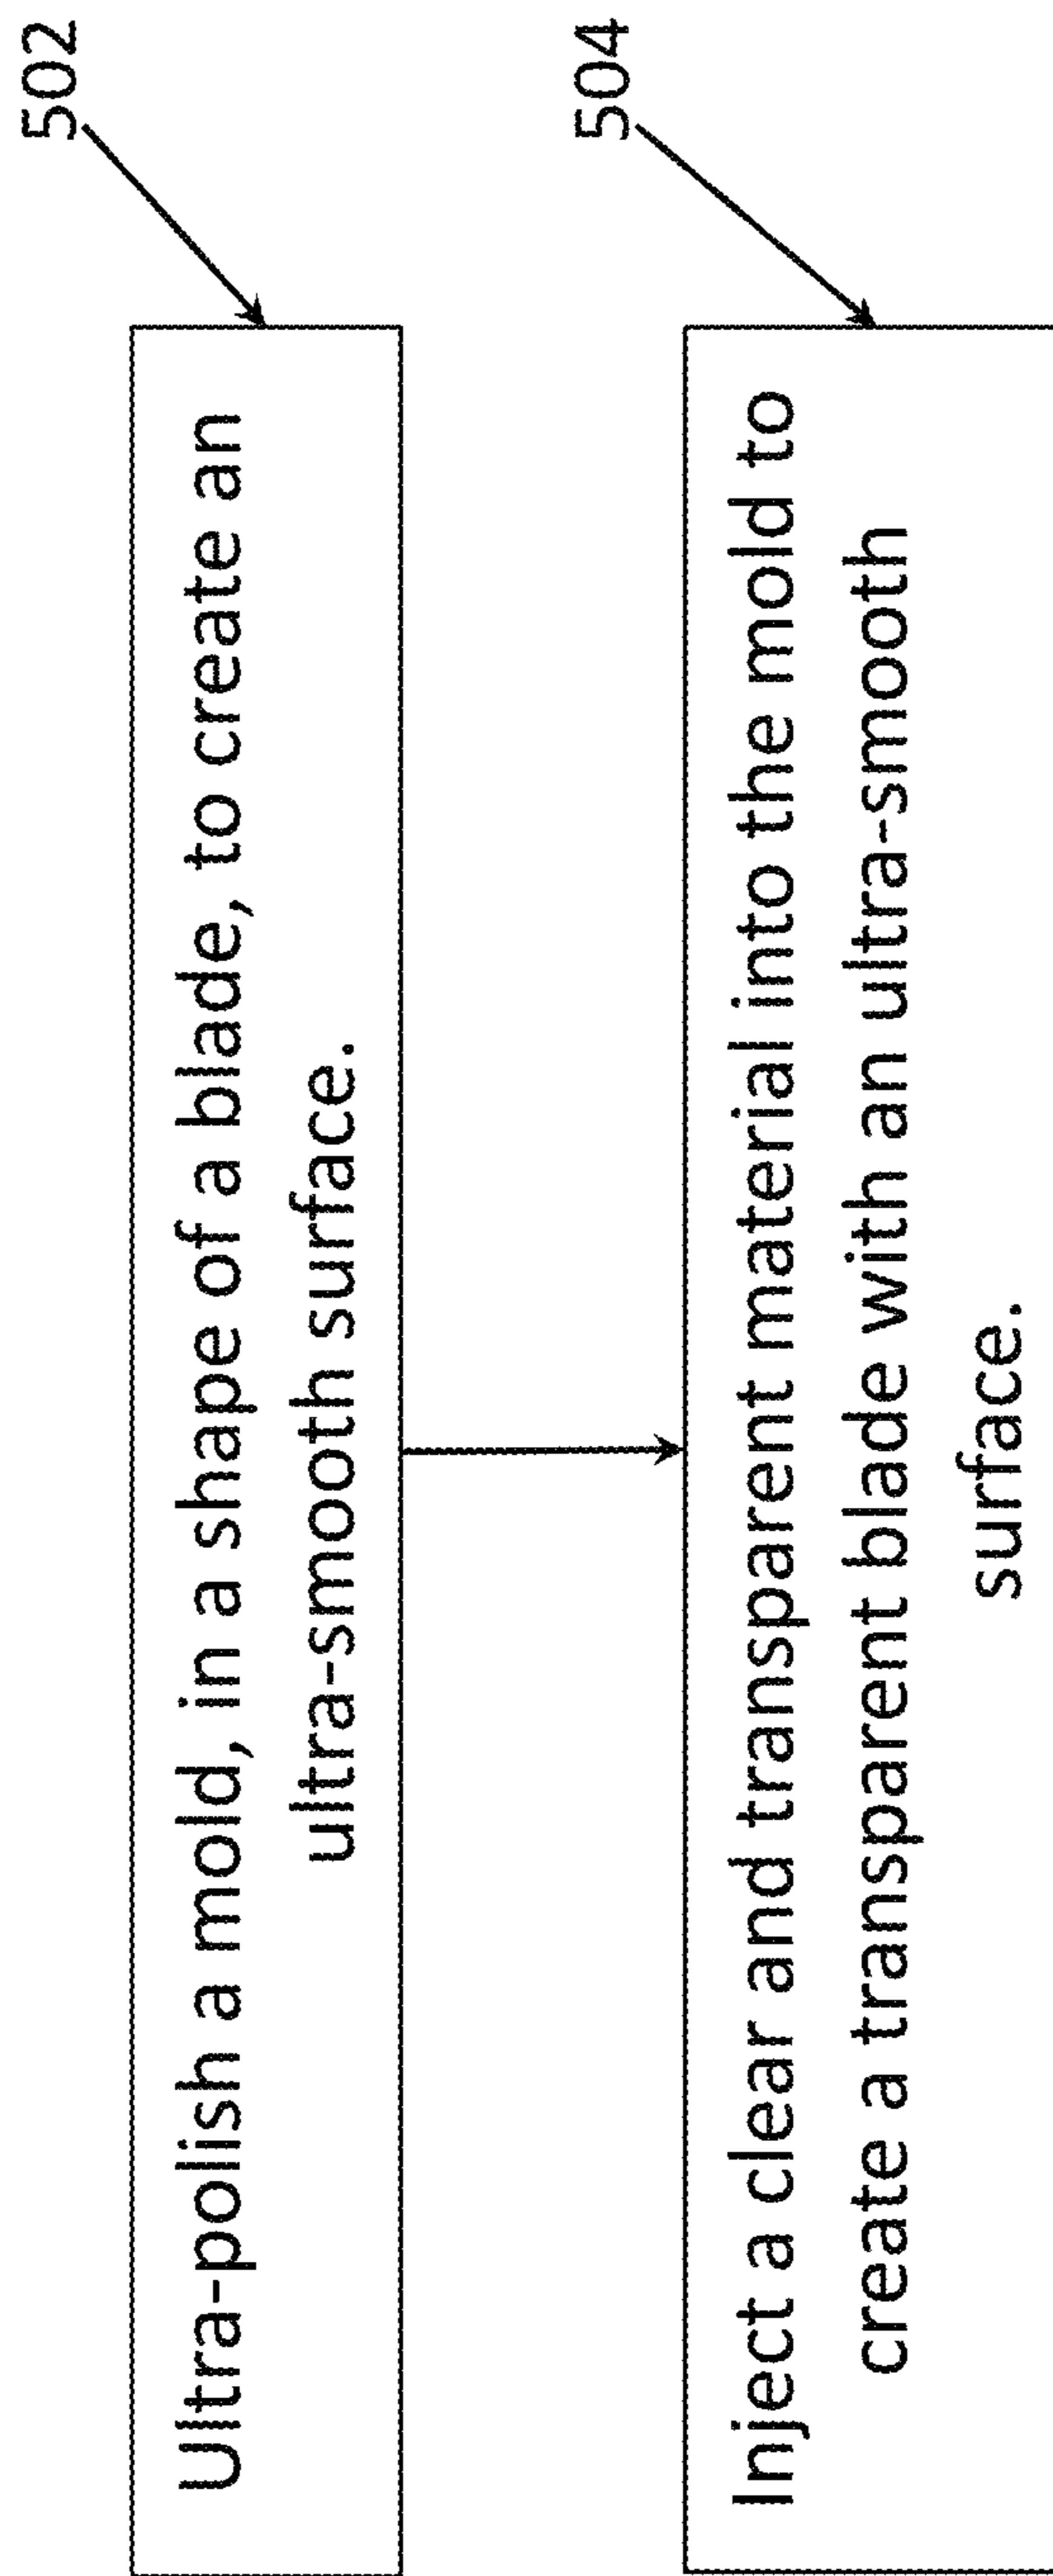 502
Ultra-polish a mold, in a shape of a blade, to create an
ultra-smooth surface.
504
Inject a clear and transparent material into the mold to
create a transparent blade with an ultra-smooth
surface.